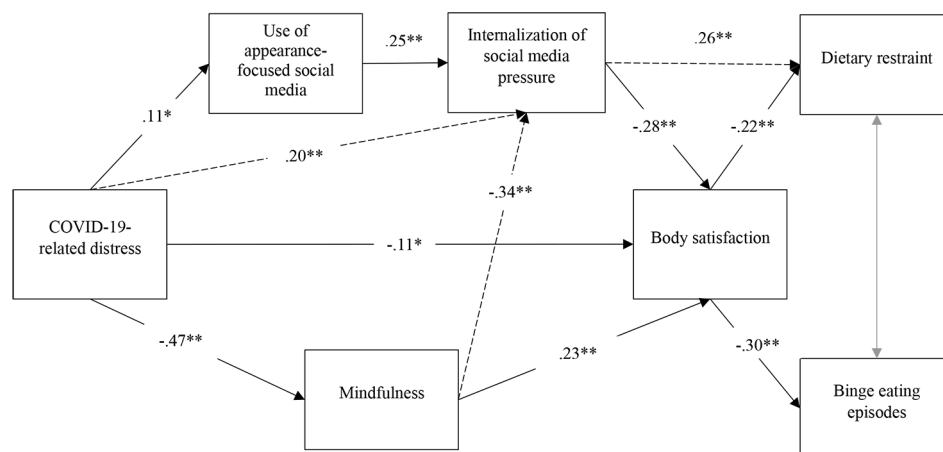 Use of
appearance-
focused social
media
.25**
Internalization of
social media
pressure
.26**
Dietary restraint
.11*
-.28**
-.22**
.20**
-.34**
COVID-19-
related distress
-.11*
Body satisfaction
-.47**
.23**
-.30**
Mindfulness
Binge eating
episodes